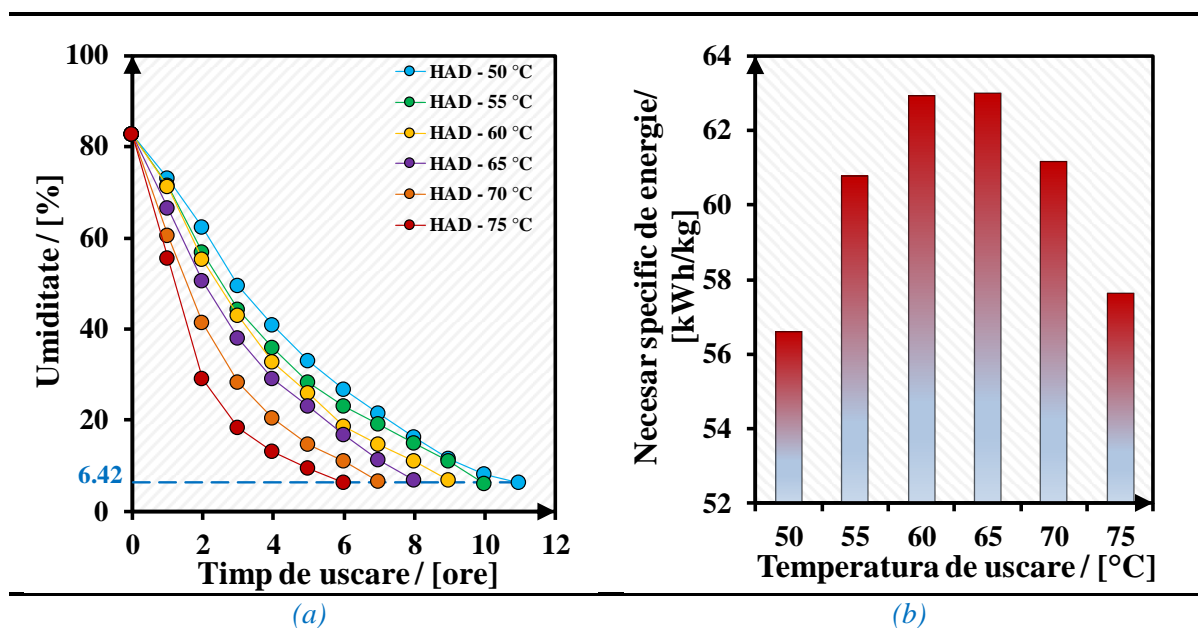 100
80
60
40
20
6.42
0
0 2 4 6 8 10 12
Umiditate / [%]
Timp de uscare / [ore]
HAD - 50 °C
HAD - 55 °C
HAD - 60 °C
HAD - 65 °C
HAD - 70 °C
HAD - 75 °C
(a)
64
62
60
58
56
54
52
50 55 60 65 70 75
Necesar specific de energie/
[kWh/kg]
Temperatura de uscare / [°C]
(b)